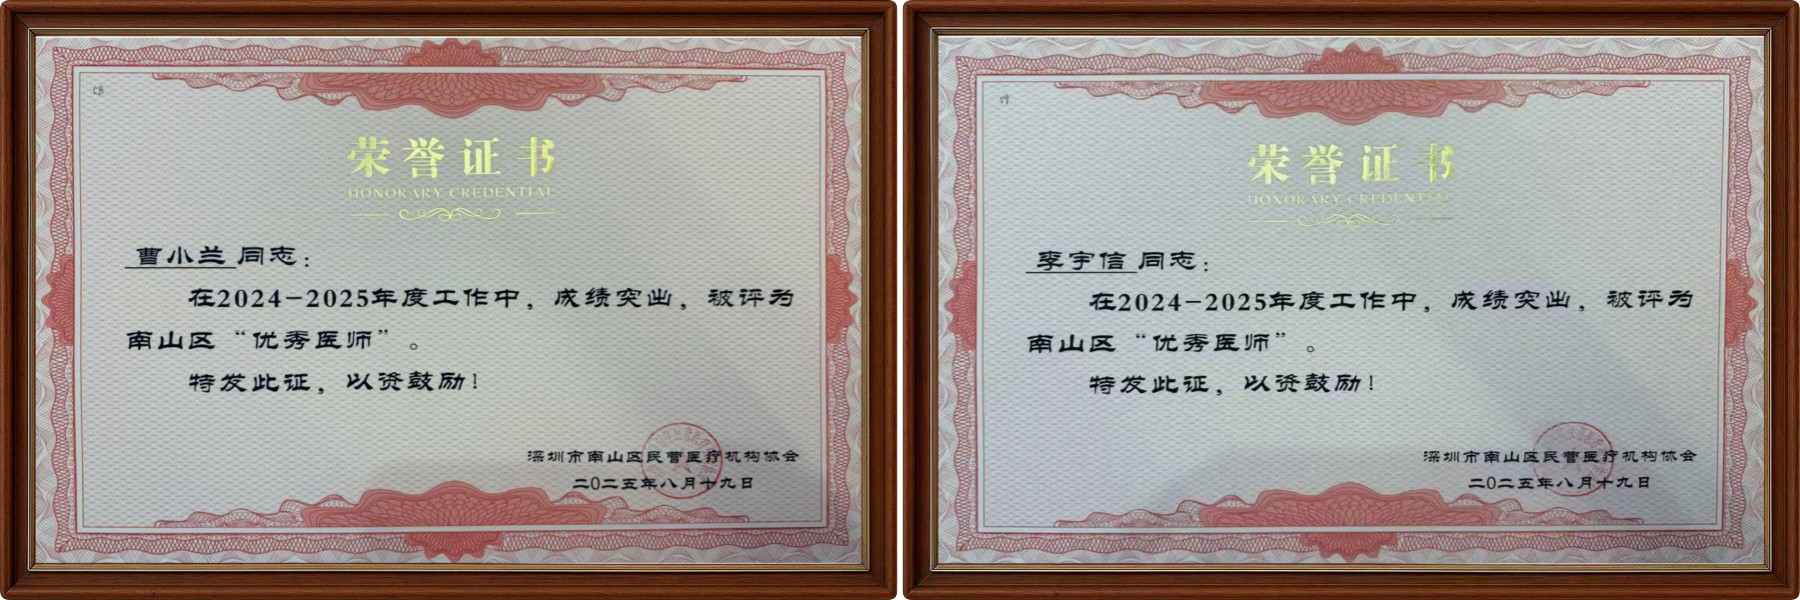 荣誉证书
HONORARY CREDENTIAL
曹小兰同志：
在2024-2025年度工作中，成绩突出，被评为
南山区“优秀医师”。
特发此证，以资鼓励！
深圳市南山区民营医疗机构协会
二〇二五年八月十九日
荣誉证书
HONORARY CREDENTIAL
李宇信同志：
在2024-2025年度工作中，成绩突出，被评为
南山区“优秀医师”。
特发此证，以资鼓励！
深圳市南山区民营医疗机构协会
二〇二五年八月十九日